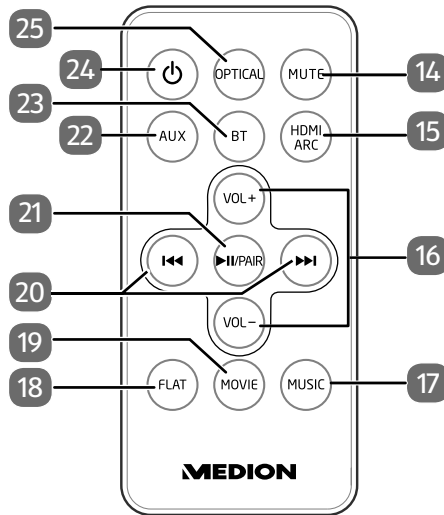 25
24
OPTICAL
MUTE
14
23
22
AUX
BT
HDMI
ARC
15
VOL+
21
/PAIR
16
20
VOL−
19
18
FLAT
MOVIE
MUSIC
17
MEDION